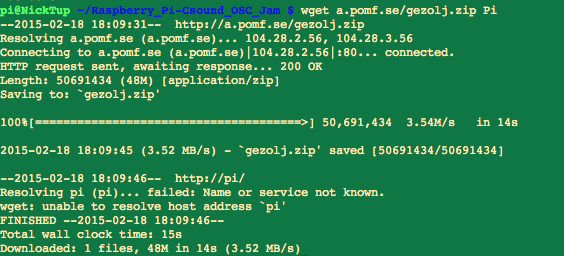 pi@NickTup ~/Raspberry_Pi-Csound_OSC_Jam $ wget a.pomf.se/gezolj.zip Pi
--2015-02-18 18:09:31--  http://a.pomf.se/gezolj.zip
Resolving a.pomf.se (a.pomf.se)... 104.28.2.56, 104.28.3.56
Connecting to a.pomf.se (a.pomf.se)|104.28.2.56|:80... connected.
HTTP request sent, awaiting response... 200 OK
Length: 50691434 (48M) [application/zip]
Saving to: `gezolj.zip'
100%[======================================>] 50,691,434  3.54M/s   in 14s
2015-02-18 18:09:45 (3.52 MB/s) - `gezolj.zip' saved [50691434/50691434]
--2015-02-18 18:09:46--  http://pi/
Resolving pi (pi)... failed: Name or service not known.
wget: unable to resolve host address `pi'
FINISHED --2015-02-18 18:09:46--
Total wall clock time: 15s
Downloaded: 1 files, 48M in 14s (3.52 MB/s)